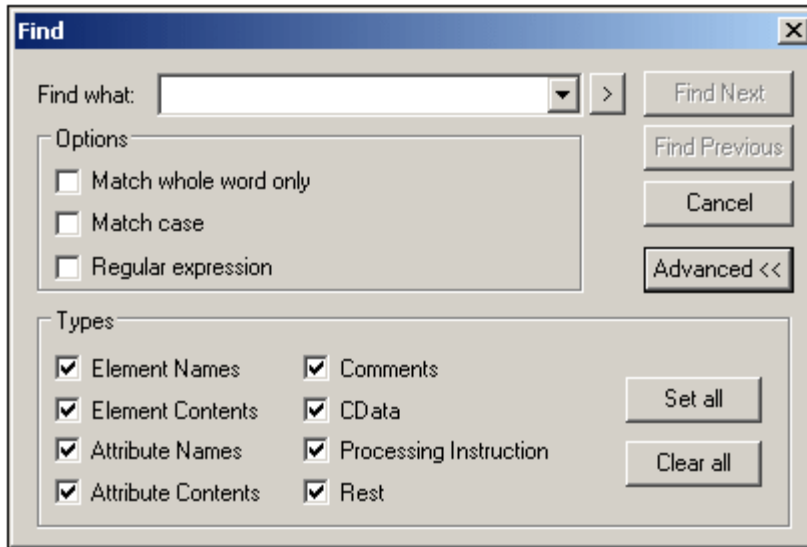 Find
Find what:
>
Find Next
Options
Find Previous
Match whole word only
Match case
Cancel
Regular expression
Advanced <<
Types
Element Names
Comments
Element Contents
CData
Set all
Attribute Names
Processing Instruction
Clear all
Attribute Contents
Rest